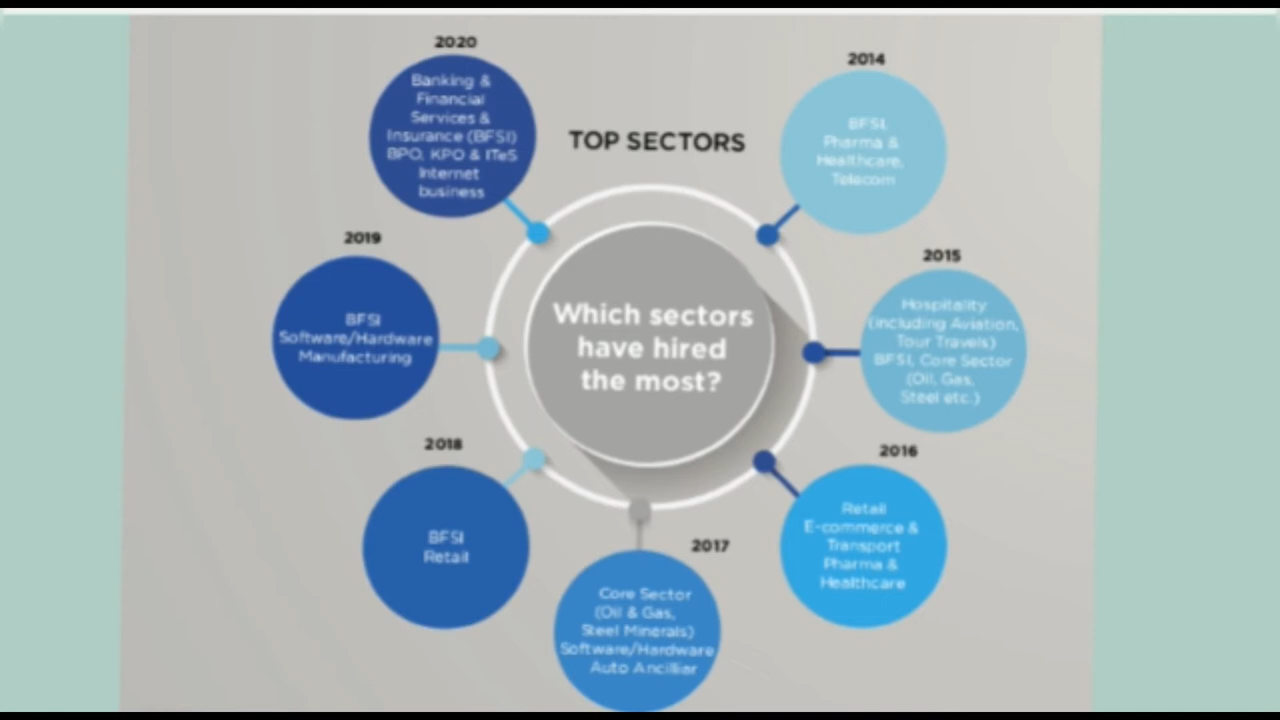 TOP SECTORS
Which sectors
have hired
the most?
2014
BFSI,
Pharma &
Healthcare,
Telecom
2015
Hospitality
(including Aviation,
Tour Travels)
BFSI, Core Sector
(Oil, Gas,
Steel etc.)
2016
Retail
E-commerce &
Transport
Pharma &
Healthcare
2017
Core Sector
(Oil & Gas,
Steel Minerals)
Software/Hardware
Auto Ancilliar
2018
BFSI
Retail
2019
BFSI
Software/Hardware
Manufacturing
2020
Banking &
Financial
Services &
Insurance (BFSI)
BPO, KPO & ITeS
Internet
business